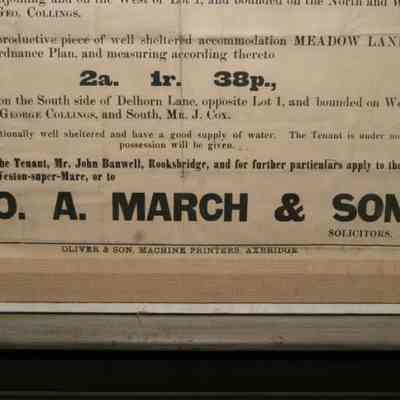 adjoining and on the West of Lot 1, and bounded on the North and W
GEO. COLLINGS.
productive piece of well sheltered accommodation MEADOW LAN
rdnance Plan, and measuring according thereto
2a. 1r. 38p.,
on the South side of Delhorn Lane, opposite Lot 1, and bounded on We
GEORGE COLLINGS, and South, MR. J. COX.
tionally well sheltered and have a good supply of water. The Tenant is under no
possession will be given. . .
the Tenant, Mr. John Banwell, Rooksbridge, and for further particulars apply to the
Weston-super-Mare, or to
O. A. MARCH & SON
SOLICITORS,
OLIVER & SON, MACHINE PRINTERS, AXBRIDGE